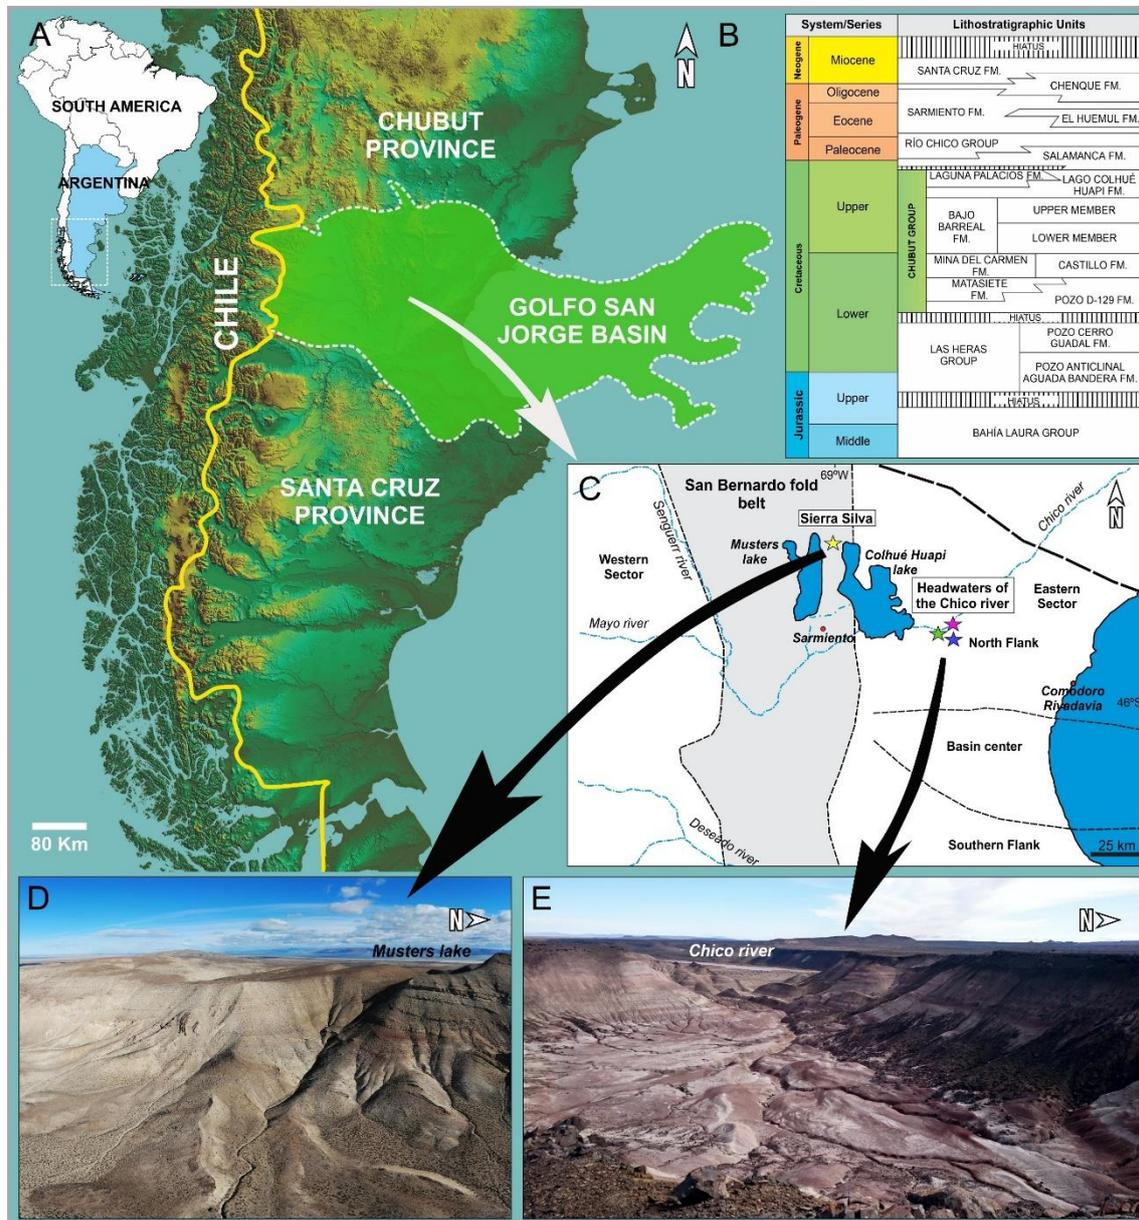 A
N
SOUTH AMERICA
ARGENTINA
CHUBUT
PROVINCE
CHILE
GOLFO SAN
JORGE BASIN
SANTA CRUZ
PROVINCE
80 Km
B
System/Series
Lithostratigraphic Units
Neogene
Miocene
HIATUS
SANTA CRUZ FM.
CHENQUE FM.
Paleogene
Oligocene
Eocene
Paleocene
SARMIENTO FM.
EL HUEMUL FM.
RÍO CHICO GROUP
SALAMANCA FM.
Cretaceous
Upper
Lower
CHUBUT GROUP
LAGUNA PALACIOS FM.
LAGO COLHUÉ
HUAPI FM.
BAJO
BARREAL
FM.
UPPER MEMBER
LOWER MEMBER
MINA DEL CARMEN
FM.
CASTILLO FM.
MATASIETE
FM.
POZO D-129 FM.
HIATUS
LAS HERAS
GROUP
POZO CERRO
GUADAL FM.
POZO ANTICLINAL
AGUADA BANDERA FM.
HIATUS
Jurassic
Upper
Middle
BAHÍA LAURA GROUP
C
69ºW
N
San Bernardo fold
belt
Sierra Silva
Senguerr river
Musters
lake
Colhué Huapi
lake
Chico river
Western
Sector
Headwaters of
the Chico river
Eastern
Sector
Mayo river
Sarmiento
North Flank
Comodoro
Rivadavia
46ºS
Basin center
Deseado river
Southern Flank
25 km
D
N
Musters lake
E
N
Chico river